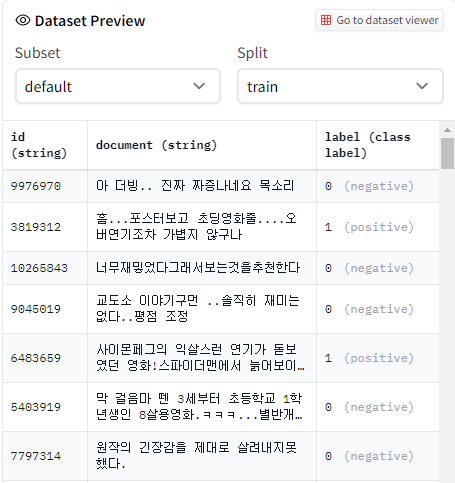 Dataset Preview
Go to dataset viewer
Subset
Split
default
train
id (string)
document (string)
label (class label)
9976970
아 더빙.. 진짜 짜증나네요 목소리
0 (negative)
3819312
흠...포스터보고 초딩영화줄....오
버연기조차 가볍지 않구나
1 (positive)
10265843
너무재밓었다그래서보는것을추천한다
0 (negative)
9045019
교도소 이야기구먼 ..솔직히 재미는
없다..평점 조정
0 (negative)
6483659
사이몬페그의 익살스런 연기가 돋보
였던 영화!스파이더맨에서 늙어보이…
1 (positive)
5403919
막 걸음마 뗀 3세부터 초등학교 1학
년생인 8살용영화.ㅋㅋㅋ...별반개…
0 (negative)
7797314
원작의 긴장감을 제대로 살려내지못
했다.
0 (negative)